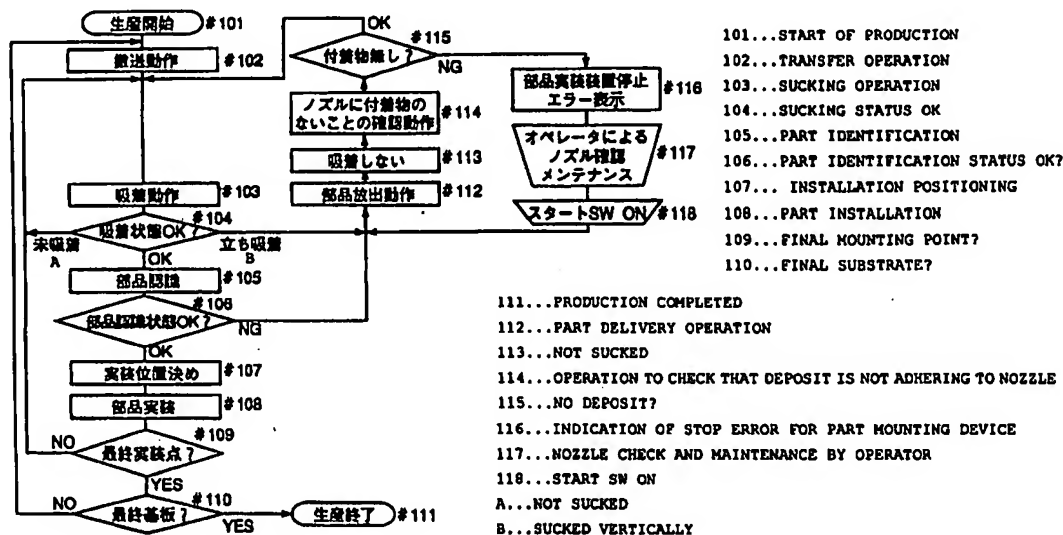 生産開始 #101
搬送動作 #102
吸着動作 #103
#104
吸着状態OK?
未吸着
A
立ち吸着
B
OK
部品認識 #105
#106
部品認識状態OK?
NG
OK
実装位置決め #107
部品実装 #108
#109
NO
最終実装点?
YES
#110
NO
最終基板?
YES
生産終了 #111
OK
#115
付着物無し?
NG
ノズルに付着物の
ないことの確認動作
#114
吸着しない #113
部品放出動作 #112
部品実装装置停止
エラー表示
#116
オペレータによる
ノズル確認
メンテナンス
#117
スタートSW ON #118
101...START OF PRODUCTION
102...TRANSFER OPERATION
103...SUCKING OPERATION
104...SUCKING STATUS OK
105...PART IDENTIFICATION
106...PART IDENTIFICATION STATUS OK?
107... INSTALLATION POSITIONING
108...PART INSTALLATION
109...FINAL MOUNTING POINT?
110...FINAL SUBSTRATE?
111...PRODUCTION COMPLETED
112...PART DELIVERY OPERATION
113...NOT SUCKED
114...OPERATION TO CHECK THAT DEPOSIT IS NOT ADHERING TO NOZZLE
115...NO DEPOSIT?
116...INDICATION OF STOP ERROR FOR PART MOUNTING DEVICE
117...NOZZLE CHECK AND MAINTENANCE BY OPERATOR
118...START SW ON
A...NOT SUCKED
B...SUCKED VERTICALLY